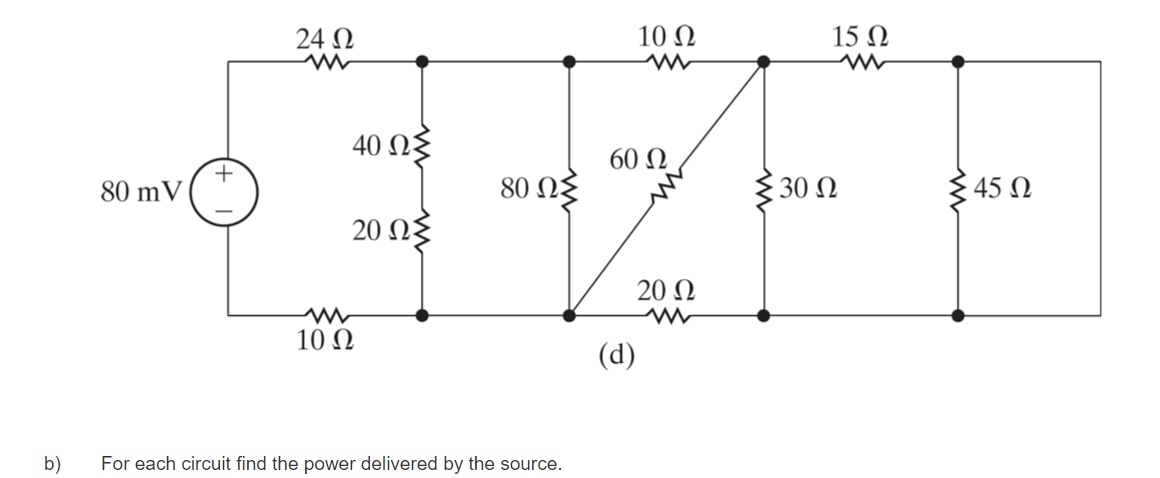 24 Ω 10 Ω 15 Ω
40 Ω
60 Ω
80 mV + 80 Ω 30 Ω 45 Ω
20 Ω
20 Ω
10 Ω
(d)
b) For each circuit find the power delivered by the source.